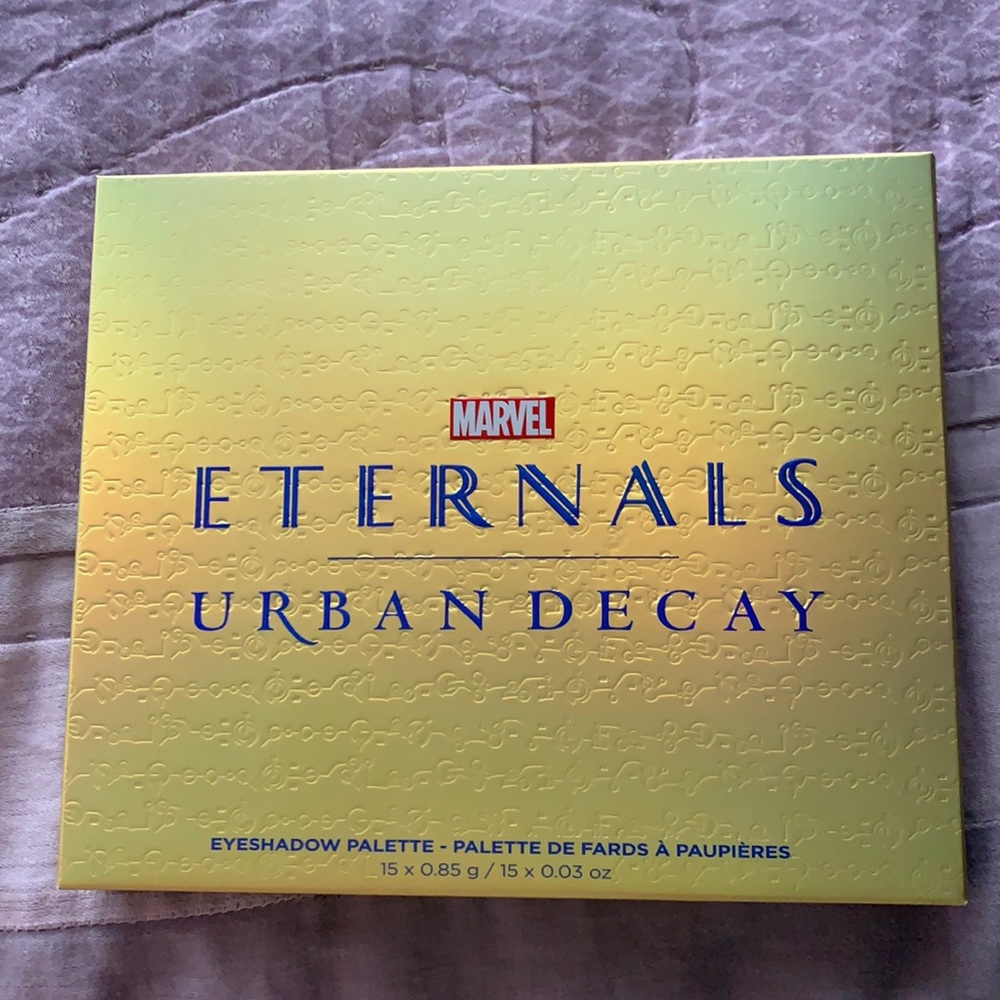 MARVEL
ETERNALS
URBAN DECAY
EYESHADOW PALETTE - PALETTE DE FARDS À PAUPIÈRES
15 x 0.85 g / 15 x 0.03 oz